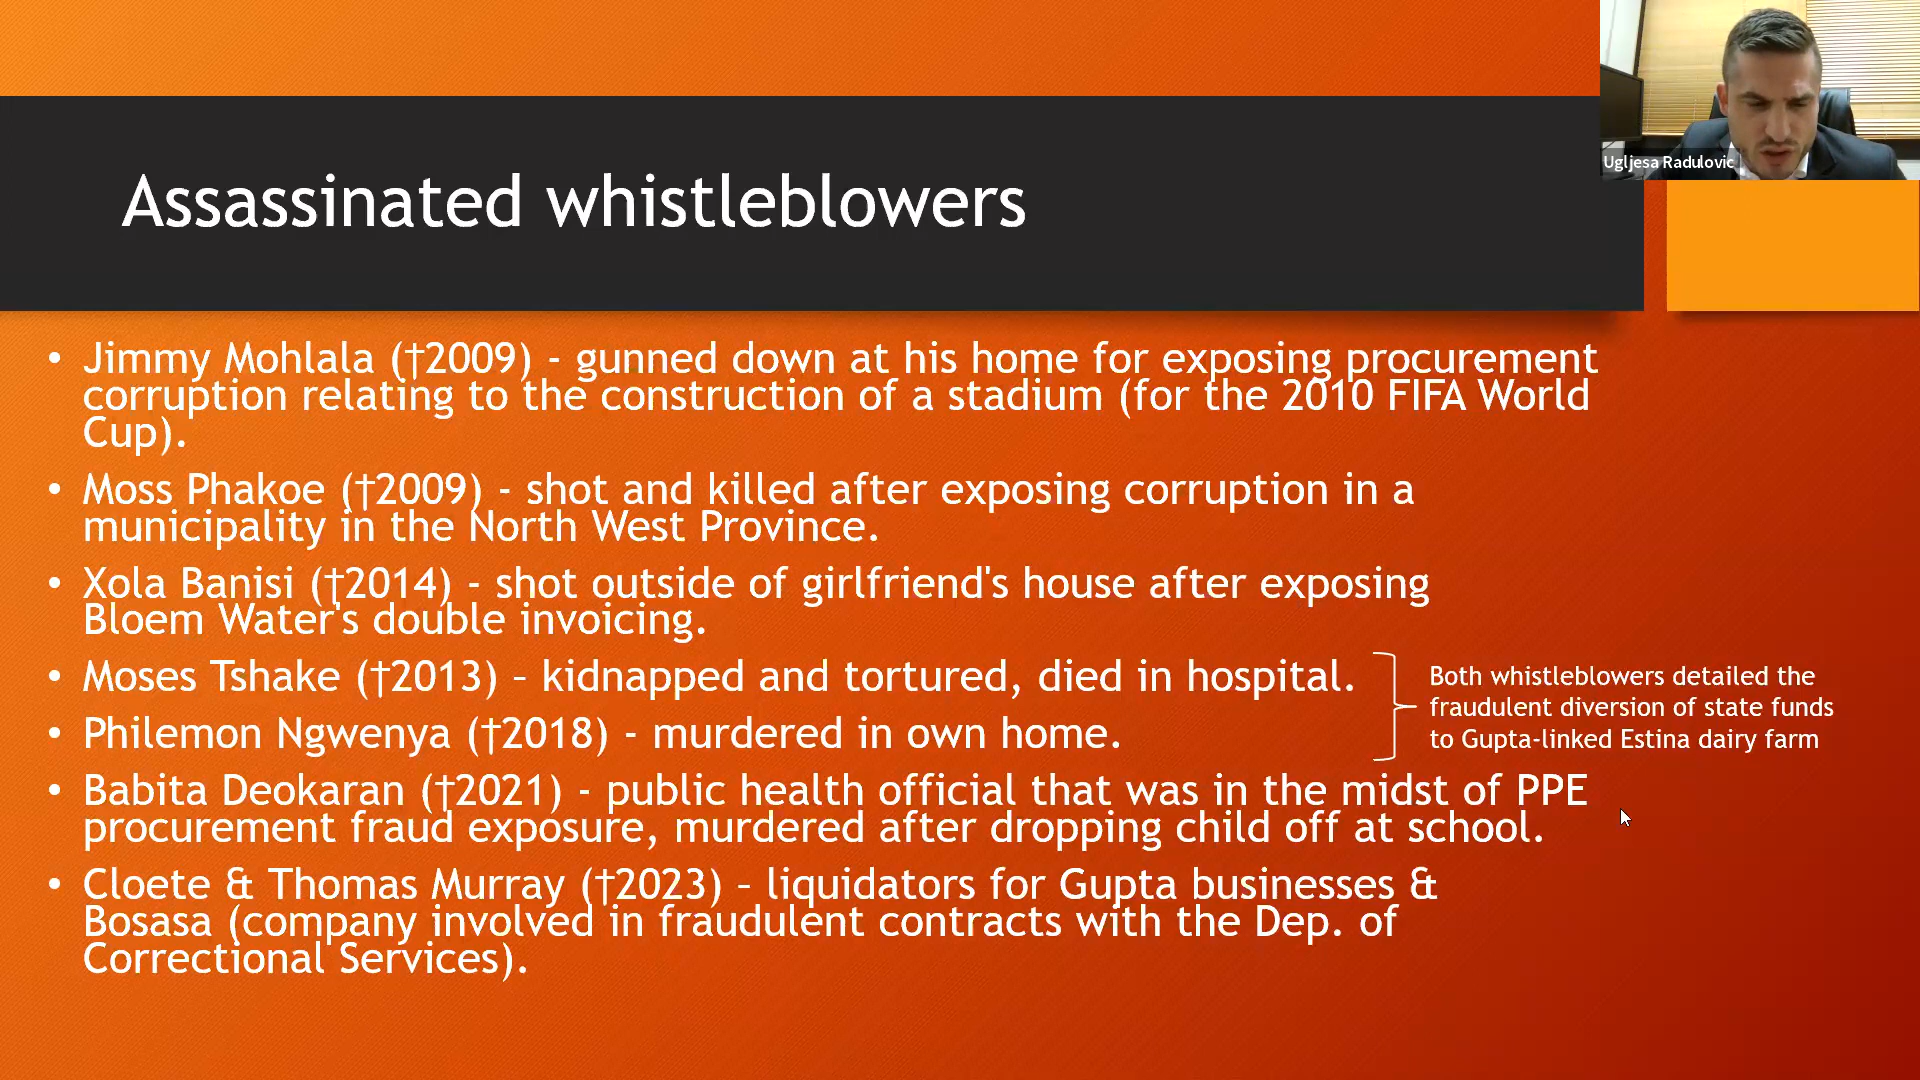 Ugljesa Radulovic
Assassinated whistleblowers
• Jimmy Mohlala (†2009) - gunned down at his home for exposing procurement
corruption relating to the construction of a stadium (for the 2010 FIFA World
Cup).
• Moss Phakoe (†2009) - shot and killed after exposing corruption in a
municipality in the North West Province.
• Xola Banisi (†2014) - shot outside of girlfriend's house after exposing
Bloem Water's double invoicing.
• Moses Tshake (†2013) – kidnapped and tortured, died in hospital.
• Philemon Ngwenya (†2018) - murdered in own home.
Both whistleblowers detailed the
fraudulent diversion of state funds
to Gupta-linked Estina dairy farm
• Babita Deokaran (†2021) - public health official that was in the midst of PPE
procurement fraud exposure, murdered after dropping child off at school.
• Cloete & Thomas Murray (†2023) – liquidators for Gupta businesses &
Bosasa (company involved in fraudulent contracts with the Dep. of
Correctional Services).